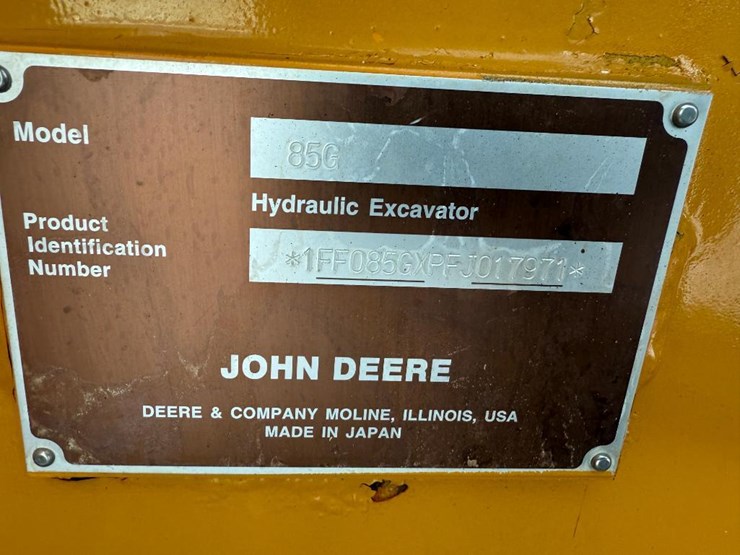 Model
85G
Hydraulic Excavator
Product
Identification
Number
*1FF085GXPFJ017971*
JOHN DEERE
DEERE & COMPANY MOLINE, ILLINOIS, USA
MADE IN JAPAN